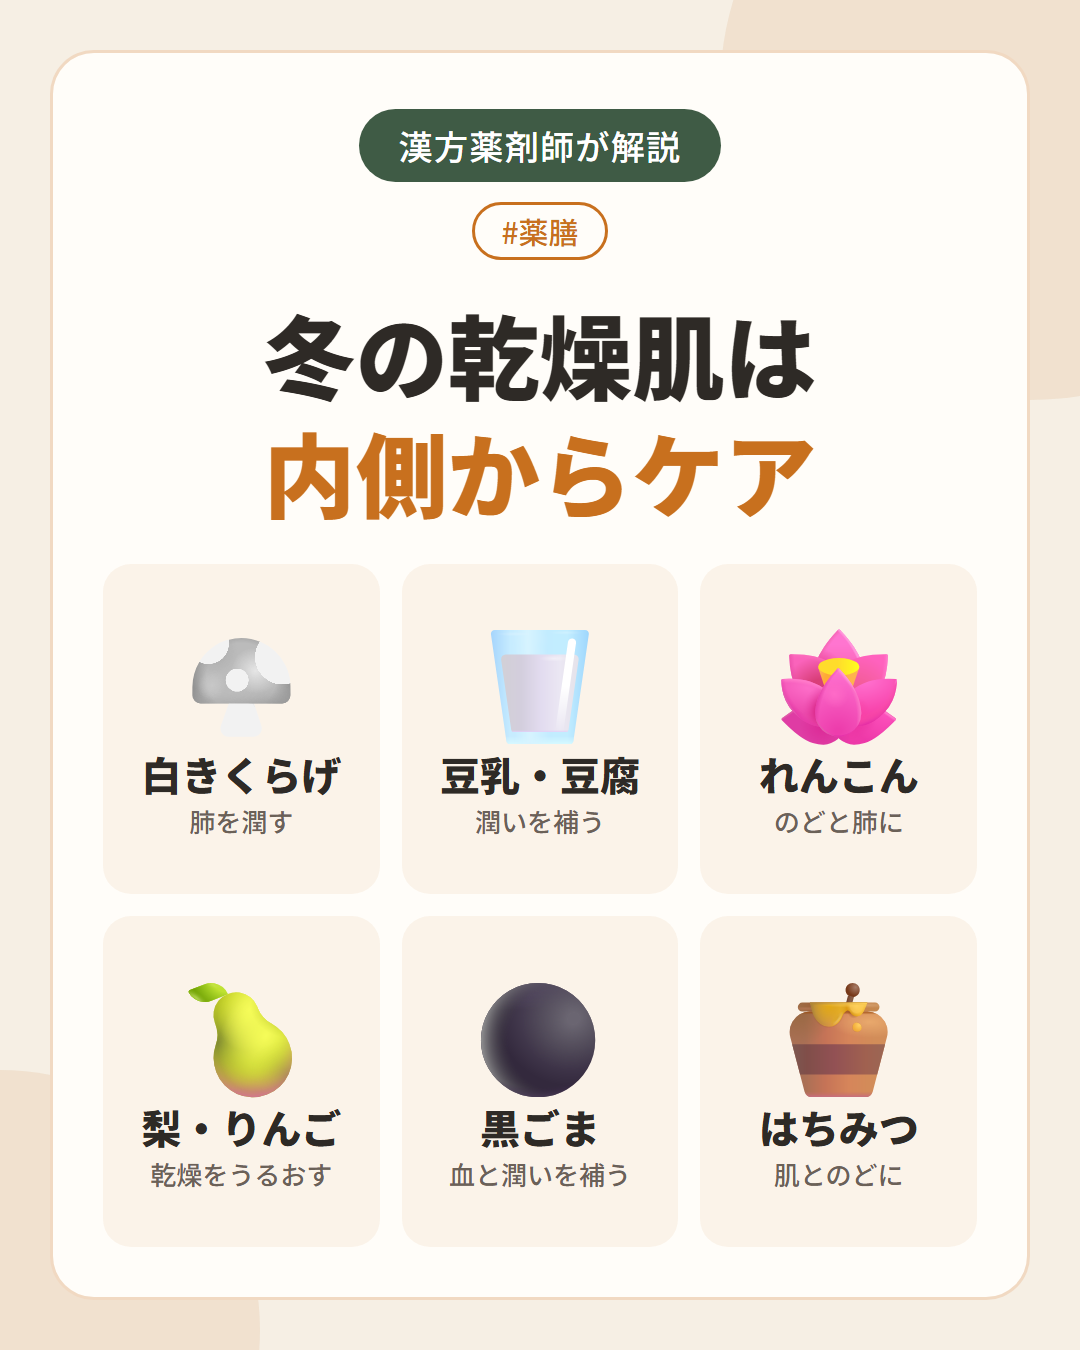 漢方薬剤師が解説
#薬膳
冬の乾燥肌は
内側からケア
白きくらげ
肺を潤す
豆乳・豆腐
潤いを補う
れんこん
のどと肺に
梨・りんご
乾燥をうるおす
黒ごま
血と潤いを補う
はちみつ
肌とのどに